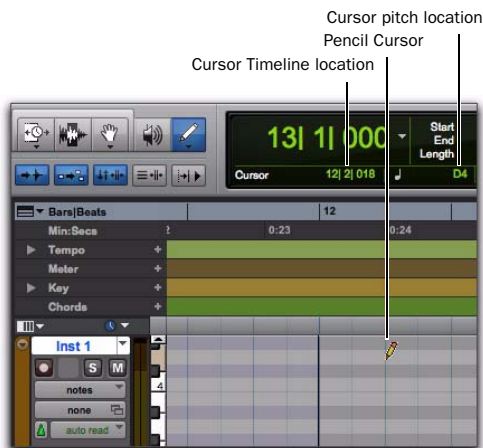 Cursor pitch location
Pencil Cursor
Cursor Timeline location
13| 1| 000
Start
End
Length
Cursor 12| 2| 018 D4
Bars|Beats 12
Min:Secs 0:23 0:24
Tempo
Meter
Key
Chords
Inst 1
S M
notes
4
none
auto read